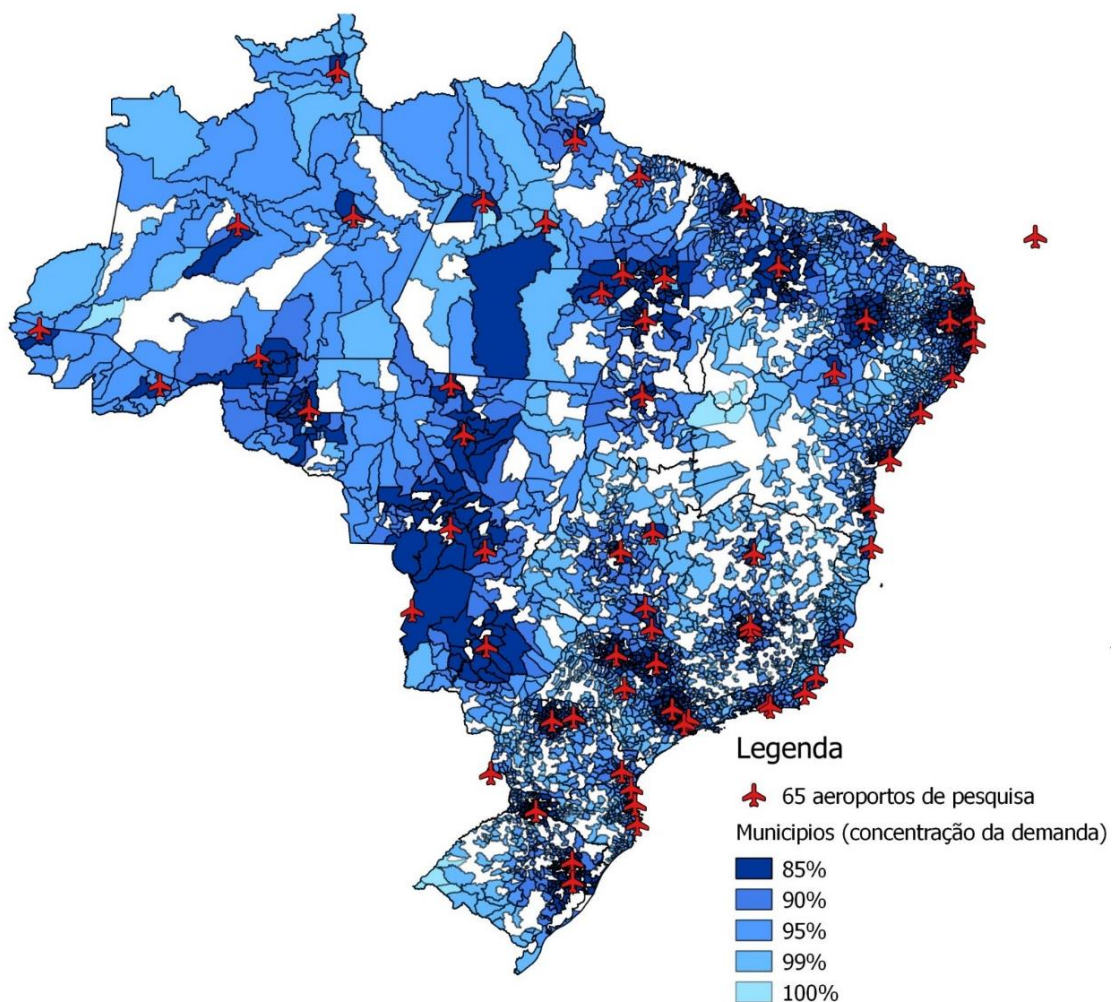 Legenda
65 aeroportos de pesquisa
Municipios (concentração da demanda)
85%
90%
95%
99%
100%